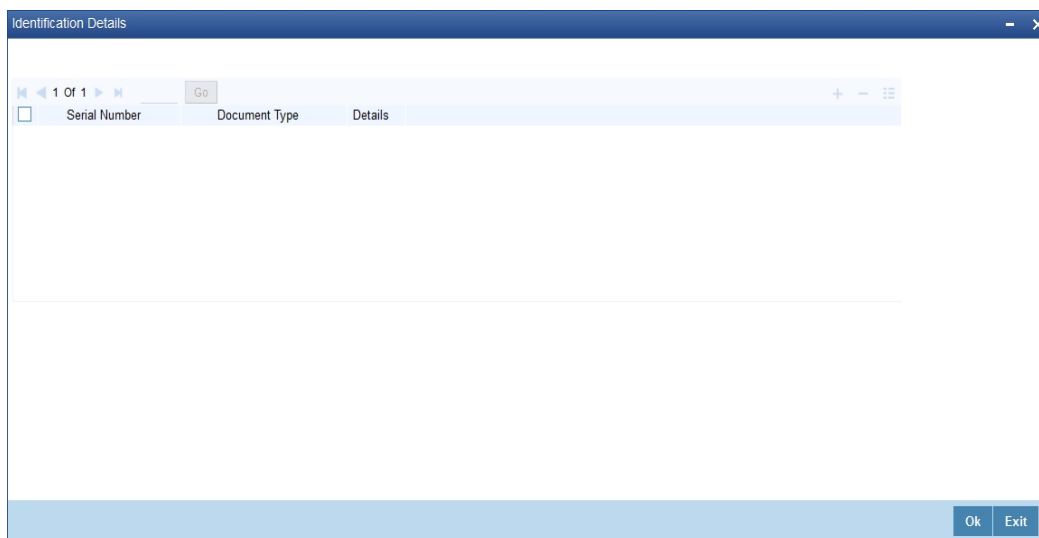 Identification Details
1 Of 1 Go
Serial Number Document Type Details
Ok Exit